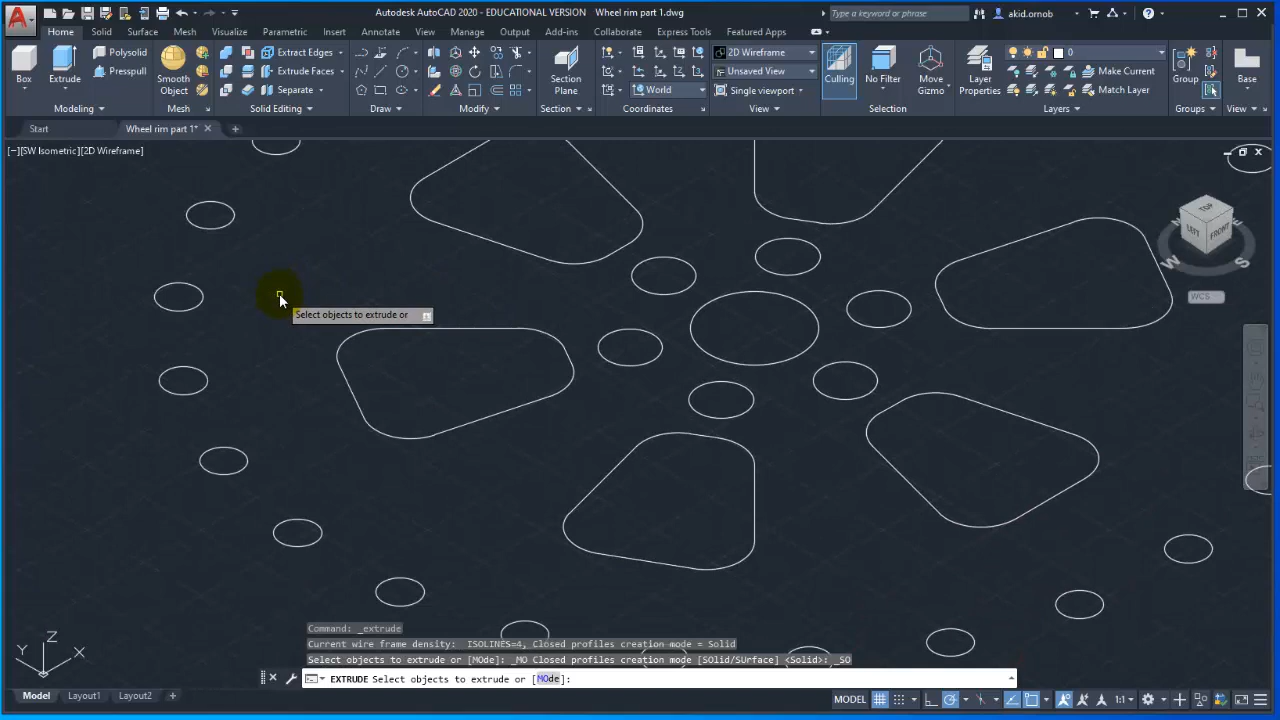 Autodesk AutoCAD 2020 - EDUCATIONAL VERSION Wheel rim part 1.dwg
Type a keyword or phrase
akid.ornob
Home Solid Surface Mesh Visualize Parametric Insert Annotate View Manage Output Add-ins Collaborate Express Tools Featured Apps
Box
Extrude
Polysolid
Presspull
Smooth
Object
Extract Edges
Extrude Faces
Separate
Section
Plane
World
2D Wireframe
Unsaved View
Single viewport
Culling
No Filter
Move
Gizmo
Layer
Properties
0
Make Current
Match Layer
Group
Base
Modeling Mesh Solid Editing Draw Modify Section Coordinates View Selection Layers Groups View
Start
Wheel rim part 1*
[−][SW Isometric][2D Wireframe]
TOP
LEFT
FRONT
W
S
WCS
Select objects to extrude or
Z
Y
X
Command: _extrude
Current wire frame density: ISOLINES=4, Closed profiles creation mode = Solid
Select objects to extrude or [MOde]: _MO Closed profiles creation mode [SOlid/SUrface] <Solid>: _SO
EXTRUDE Select objects to extrude or [MOde]:
Model Layout1 Layout2
MODEL
1:1